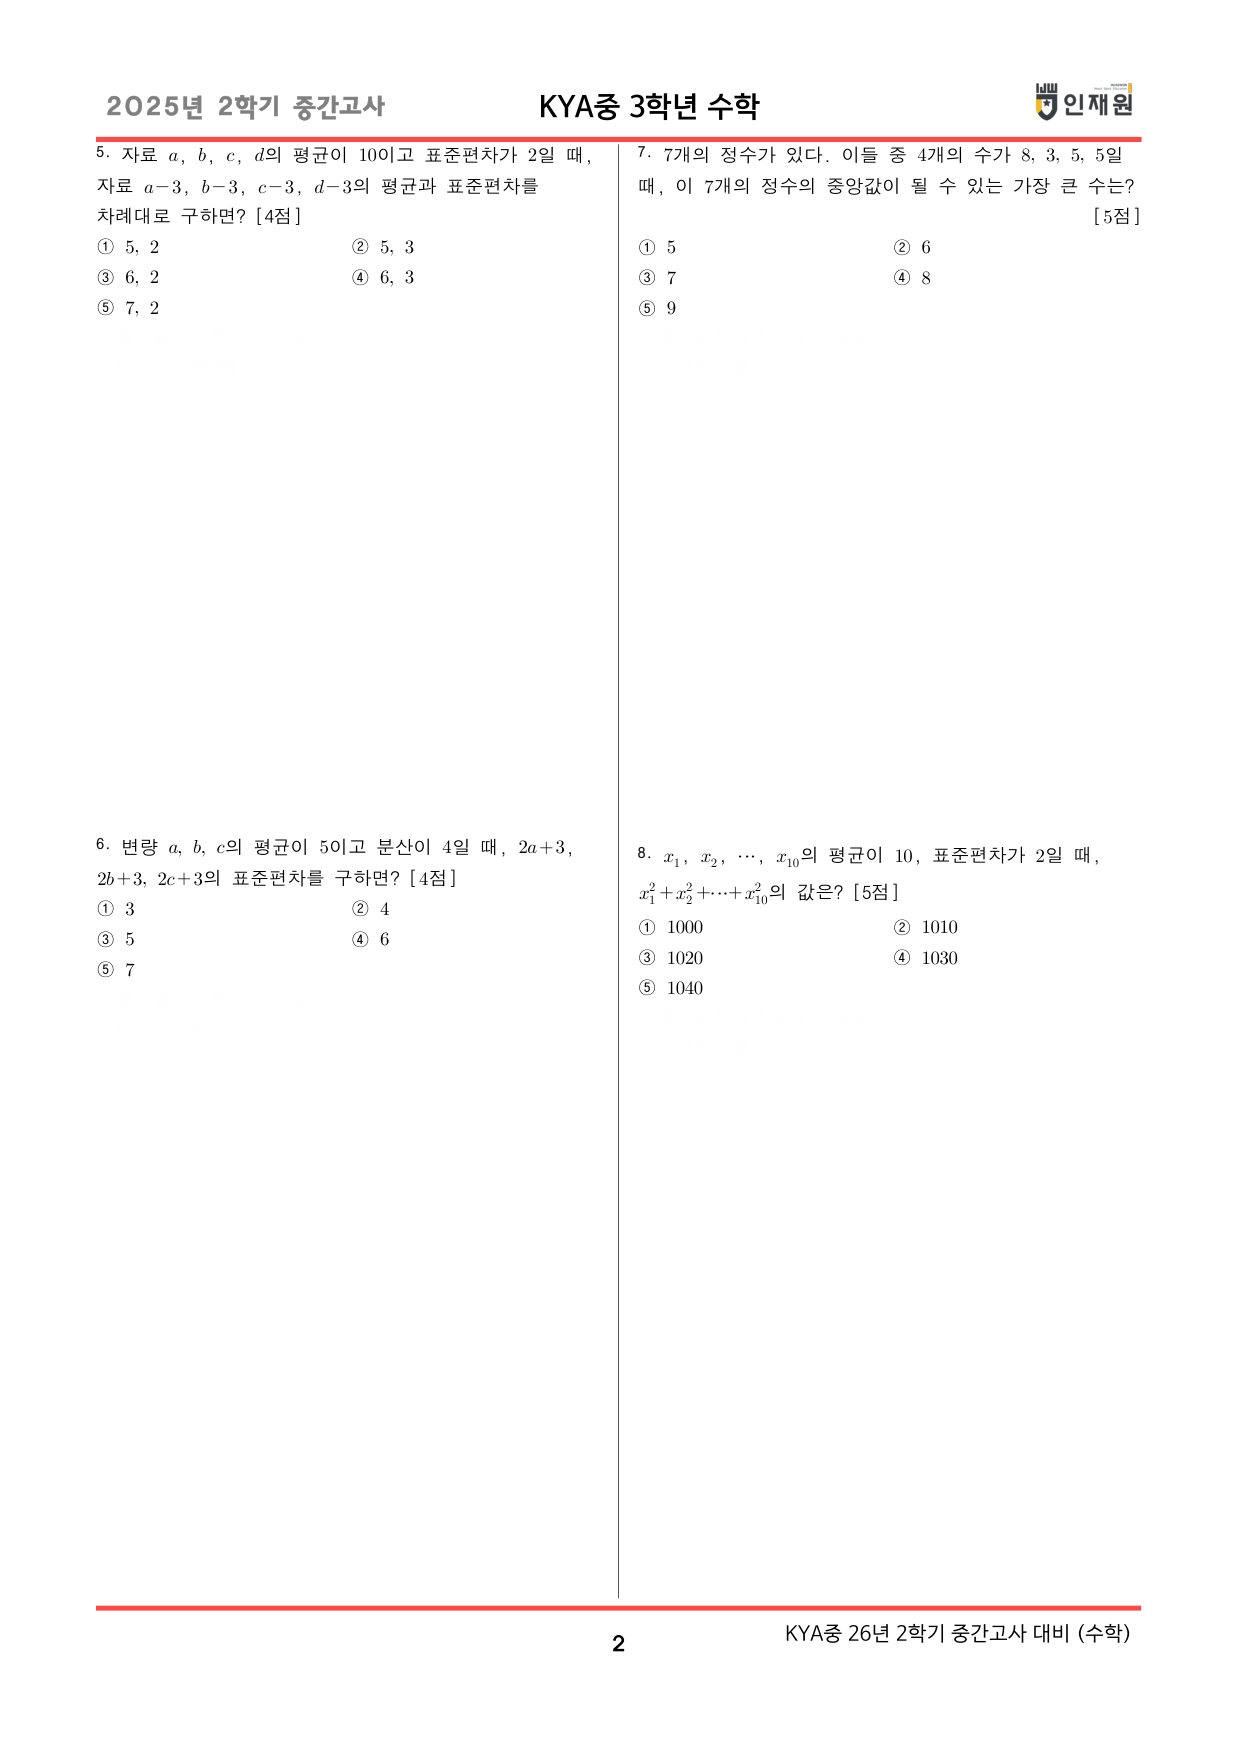 2025년 2학기 중간고사
KYA중 3학년 수학
인재원
5. 자료 a, b, c, d의 평균이 10이고 표준편차가 2일 때,
자료 a-3, b-3, c-3, d-3의 평균과 표준편차를
차례대로 구하면? [4점]
① 5, 2 ② 5, 3
③ 6, 2 ④ 6, 3
⑤ 7, 2
6. 변량 a, b, c의 평균이 5이고 분산이 4일 때, 2a+3,
2b+3, 2c+3의 표준편차를 구하면? [4점]
① 3 ② 4
③ 5 ④ 6
⑤ 7
7. 7개의 정수가 있다. 이들 중 4개의 수가 8, 3, 5, 5일
때, 이 7개의 정수의 중앙값이 될 수 있는 가장 큰 수는?
[5점]
① 5 ② 6
③ 7 ④ 8
⑤ 9
8. x₁, x₂, ⋯, x₁₀의 평균이 10, 표준편차가 2일 때,
x₁²+x₂²+⋯+x₁₀²의 값은? [5점]
① 1000 ② 1010
③ 1020 ④ 1030
⑤ 1040
2
KYA중 26년 2학기 중간고사 대비 (수학)